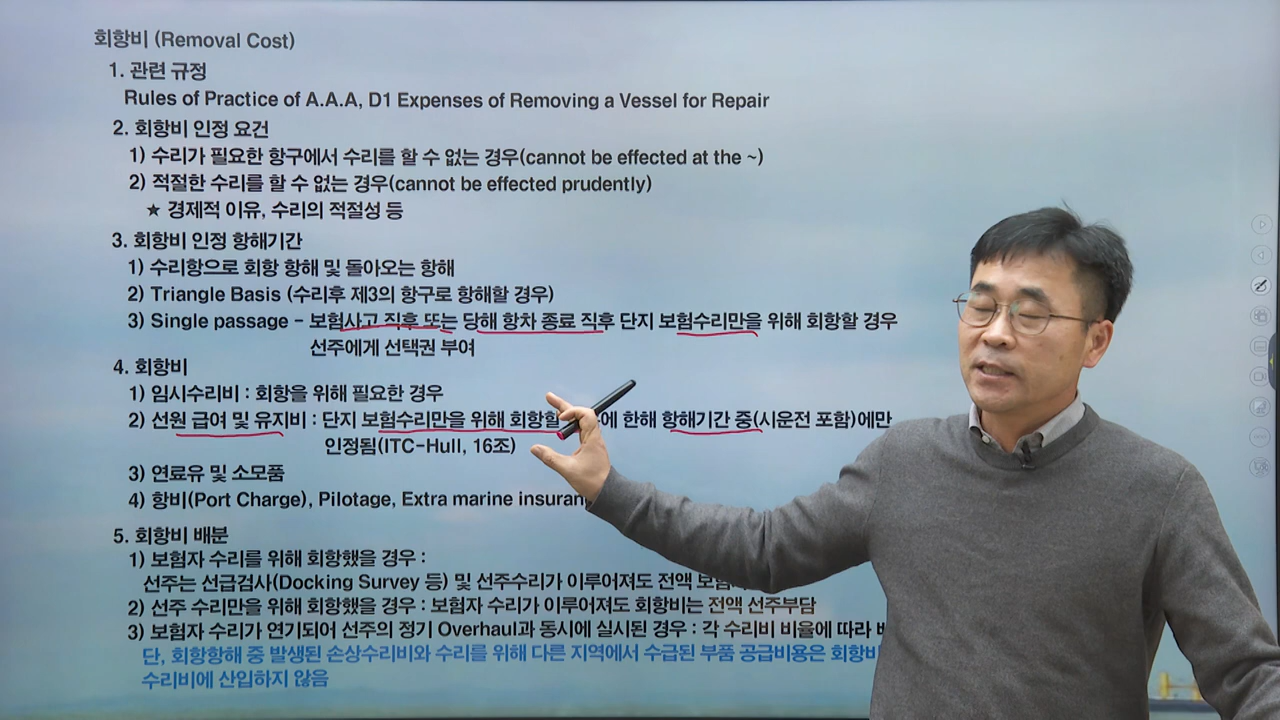 회항비 (Removal Cost)
1. 관련 규정
Rules of Practice of A.A.A, D1 Expenses of Removing a Vessel for Repair
2. 회항비 인정 요건
1) 수리가 필요한 항구에서 수리를 할 수 없는 경우(cannot be effected at the ~)
2) 적절한 수리를 할 수 없는 경우(cannot be effected prudently)
★ 경제적 이유, 수리의 적절성 등
3. 회항비 인정 항해기간
1) 수리항으로 회항 항해 및 돌아오는 항해
2) Triangle Basis (수리후 제3의 항구로 항해할 경우)
3) Single passage - 보험사고 직후 또는 당해 항차 종료 직후 단지 보험수리만을 위해 회항할 경우
선주에게 선택권 부여
4. 회항비
1) 임시수리비 : 회항을 위해 필요한 경우
2) 선원 급여 및 유지비 : 단지 보험수리만을 위해 회항할 에 한해 항해기간 중(시운전 포함)에만
인정됨(ITC-Hull, 16조)
3) 연료유 및 소모품
4) 항비(Port Charge), Pilotage, Extra marine
5. 회항비 배분
1) 보험자 수리를 위해 회항했을 경우 :
선주는 선급검사(Docking Survey 등) 및 선주수리가 이루어져도 전액
2) 선주 수리만을 위해 회항했을 경우 : 보험자 수리가 이루어져도 회항비는 전액 선주부담
3) 보험자 수리가 연기되어 선주의 정기 Overhaul과 동시에 실시된 경우 : 각 수리비 비율에 따라
단, 회항항해 중 발생된 손상수리비와 수리를 위해 다른 지역에서 수급된 부품 공급비용은 회항비
수리비에 산입하지 않음